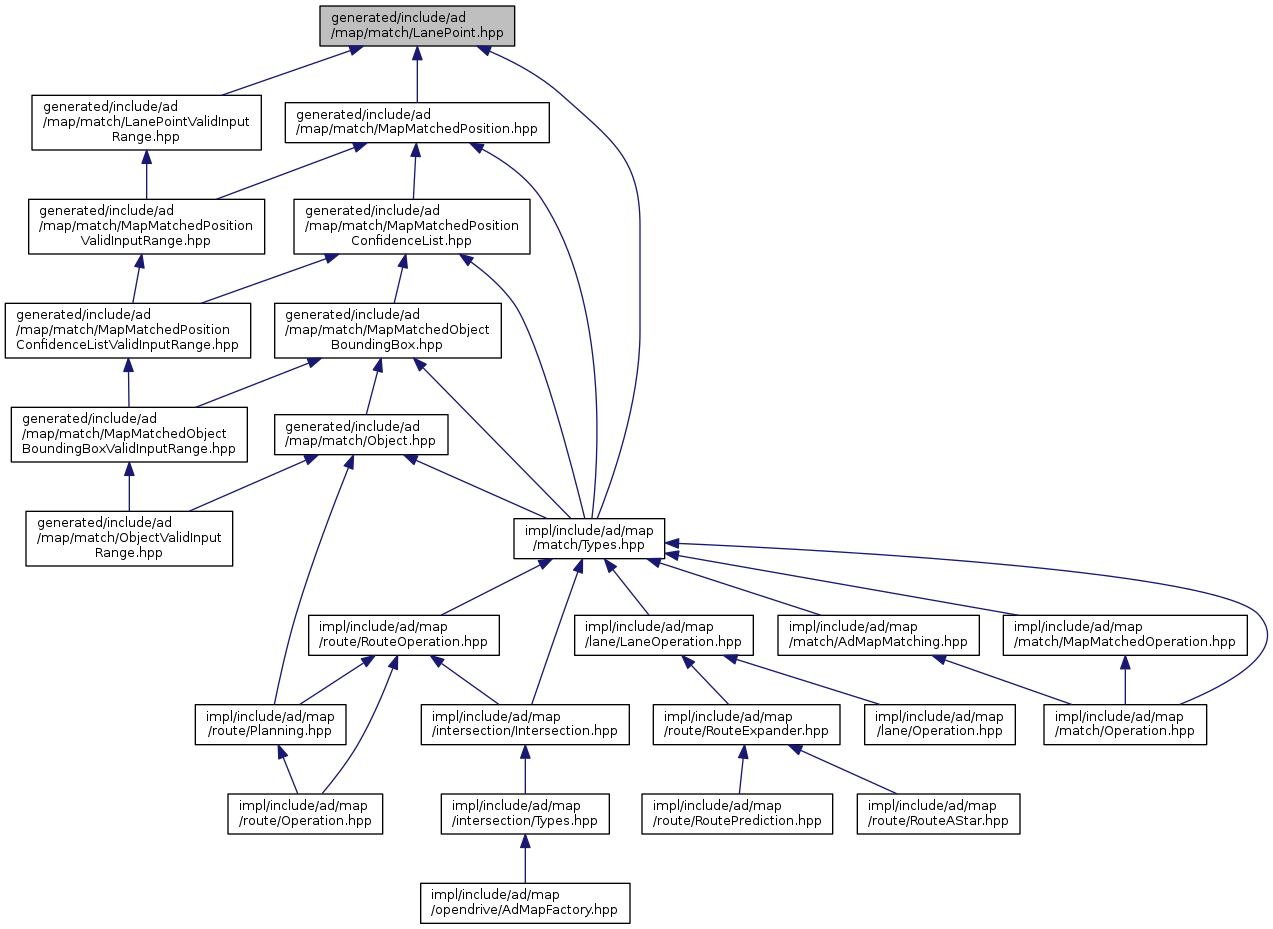 generated/include/ad
/map/match/LanePoint.hpp
generated/include/ad
/map/match/LanePointValidInput
Range.hpp
generated/include/ad
/map/match/MapMatchedPosition.hpp
generated/include/ad
/map/match/MapMatchedPosition
ValidInputRange.hpp
generated/include/ad
/map/match/MapMatchedPosition
ConfidenceList.hpp
generated/include/ad
/map/match/MapMatchedPosition
ConfidenceListValidInputRange.hpp
generated/include/ad
/map/match/MapMatchedObject
BoundingBox.hpp
generated/include/ad
/map/match/MapMatchedObject
BoundingBoxValidInputRange.hpp
generated/include/ad
/map/match/Object.hpp
generated/include/ad
/map/match/ObjectValidInput
Range.hpp
impl/include/ad/map
/match/Types.hpp
impl/include/ad/map
/route/RouteOperation.hpp
impl/include/ad/map
/lane/LaneOperation.hpp
impl/include/ad/map
/match/AdMapMatching.hpp
impl/include/ad/map
/match/MapMatchedOperation.hpp
impl/include/ad/map
/route/Planning.hpp
impl/include/ad/map
/intersection/Intersection.hpp
impl/include/ad/map
/route/RouteExpander.hpp
impl/include/ad/map
/lane/Operation.hpp
impl/include/ad/map
/match/Operation.hpp
impl/include/ad/map
/route/Operation.hpp
impl/include/ad/map
/intersection/Types.hpp
impl/include/ad/map
/route/RoutePrediction.hpp
impl/include/ad/map
/route/RouteAStar.hpp
impl/include/ad/map
/opendrive/AdMapFactory.hpp